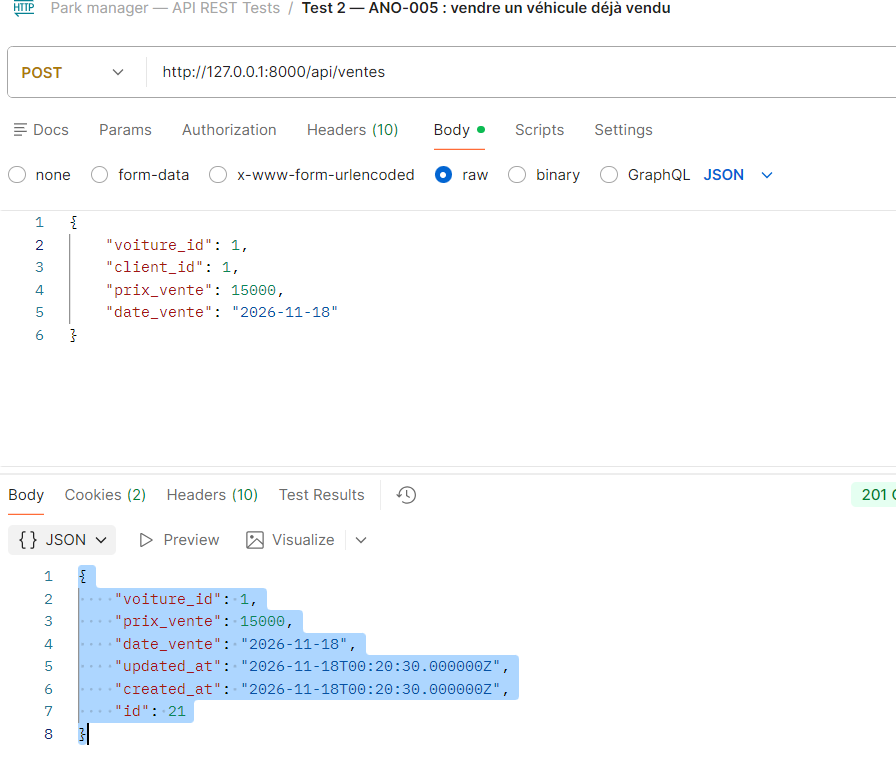 HTTP Park manager — API REST Tests / Test 2 — ANO-005 : vendre un véhicule déjà vendu
POST http://127.0.0.1:8000/api/ventes
Docs Params Authorization Headers (10) Body Scripts Settings
none form-data x-www-form-urlencoded raw binary GraphQL JSON
1 {
2 "voiture_id": 1,
3 "client_id": 1,
4 "prix_vente": 15000,
5 "date_vente": "2026-11-18"
6 }
Body Cookies (2) Headers (10) Test Results 201 C
{} JSON Preview Visualize
1 {
2 "voiture_id": 1,
3 "prix_vente": 15000,
4 "date_vente": "2026-11-18",
5 "updated_at": "2026-11-18T00:20:30.000000Z",
6 "created_at": "2026-11-18T00:20:30.000000Z",
7 "id": 21
8 }